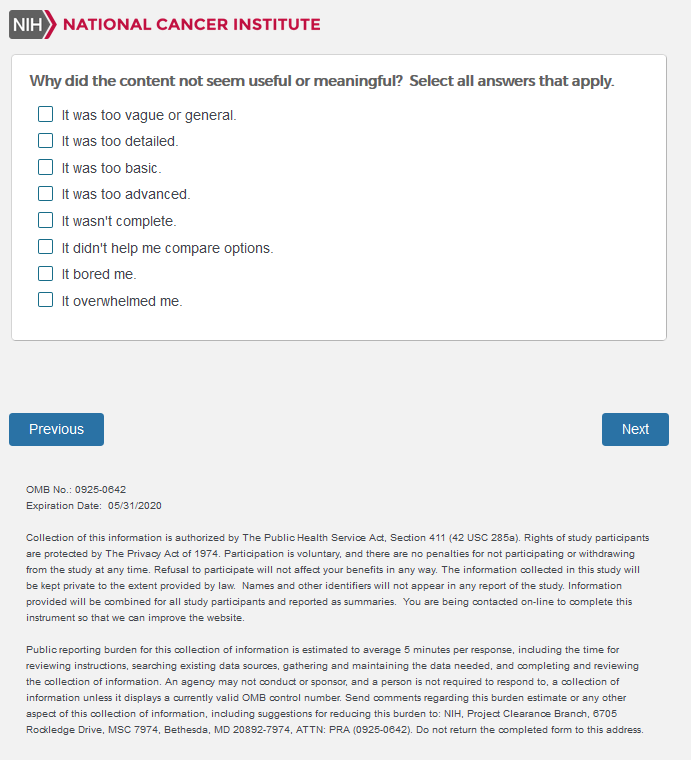 NIH NATIONAL CANCER INSTITUTE
Why did the content not seem useful or meaningful?  Select all answers that apply.
It was too vague or general.
It was too detailed.
It was too basic.
It was too advanced.
It wasn't complete.
It didn't help me compare options.
It bored me.
It overwhelmed me.
Previous
Next
OMB No.: 0925-0642
Expiration Date:  05/31/2020
Collection of this information is authorized by The Public Health Service Act, Section 411 (42 USC 285a). Rights of study participants
are protected by The Privacy Act of 1974. Participation is voluntary, and there are no penalties for not participating or withdrawing
from the study at any time. Refusal to participate will not affect your benefits in any way. The information collected in this study will
be kept private to the extent provided by law.  Names and other identifiers will not appear in any report of the study. Information
provided will be combined for all study participants and reported as summaries.  You are being contacted on-line to complete this
instrument so that we can improve the website.
Public reporting burden for this collection of information is estimated to average 5 minutes per response, including the time for
reviewing instructions, searching existing data sources, gathering and maintaining the data needed, and completing and reviewing
the collection of information. An agency may not conduct or sponsor, and a person is not required to respond to, a collection of
information unless it displays a currently valid OMB control number. Send comments regarding this burden estimate or any other
aspect of this collection of information, including suggestions for reducing this burden to: NIH, Project Clearance Branch, 6705
Rockledge Drive, MSC 7974, Bethesda, MD 20892-7974, ATTN: PRA (0925-0642). Do not return the completed form to this address.